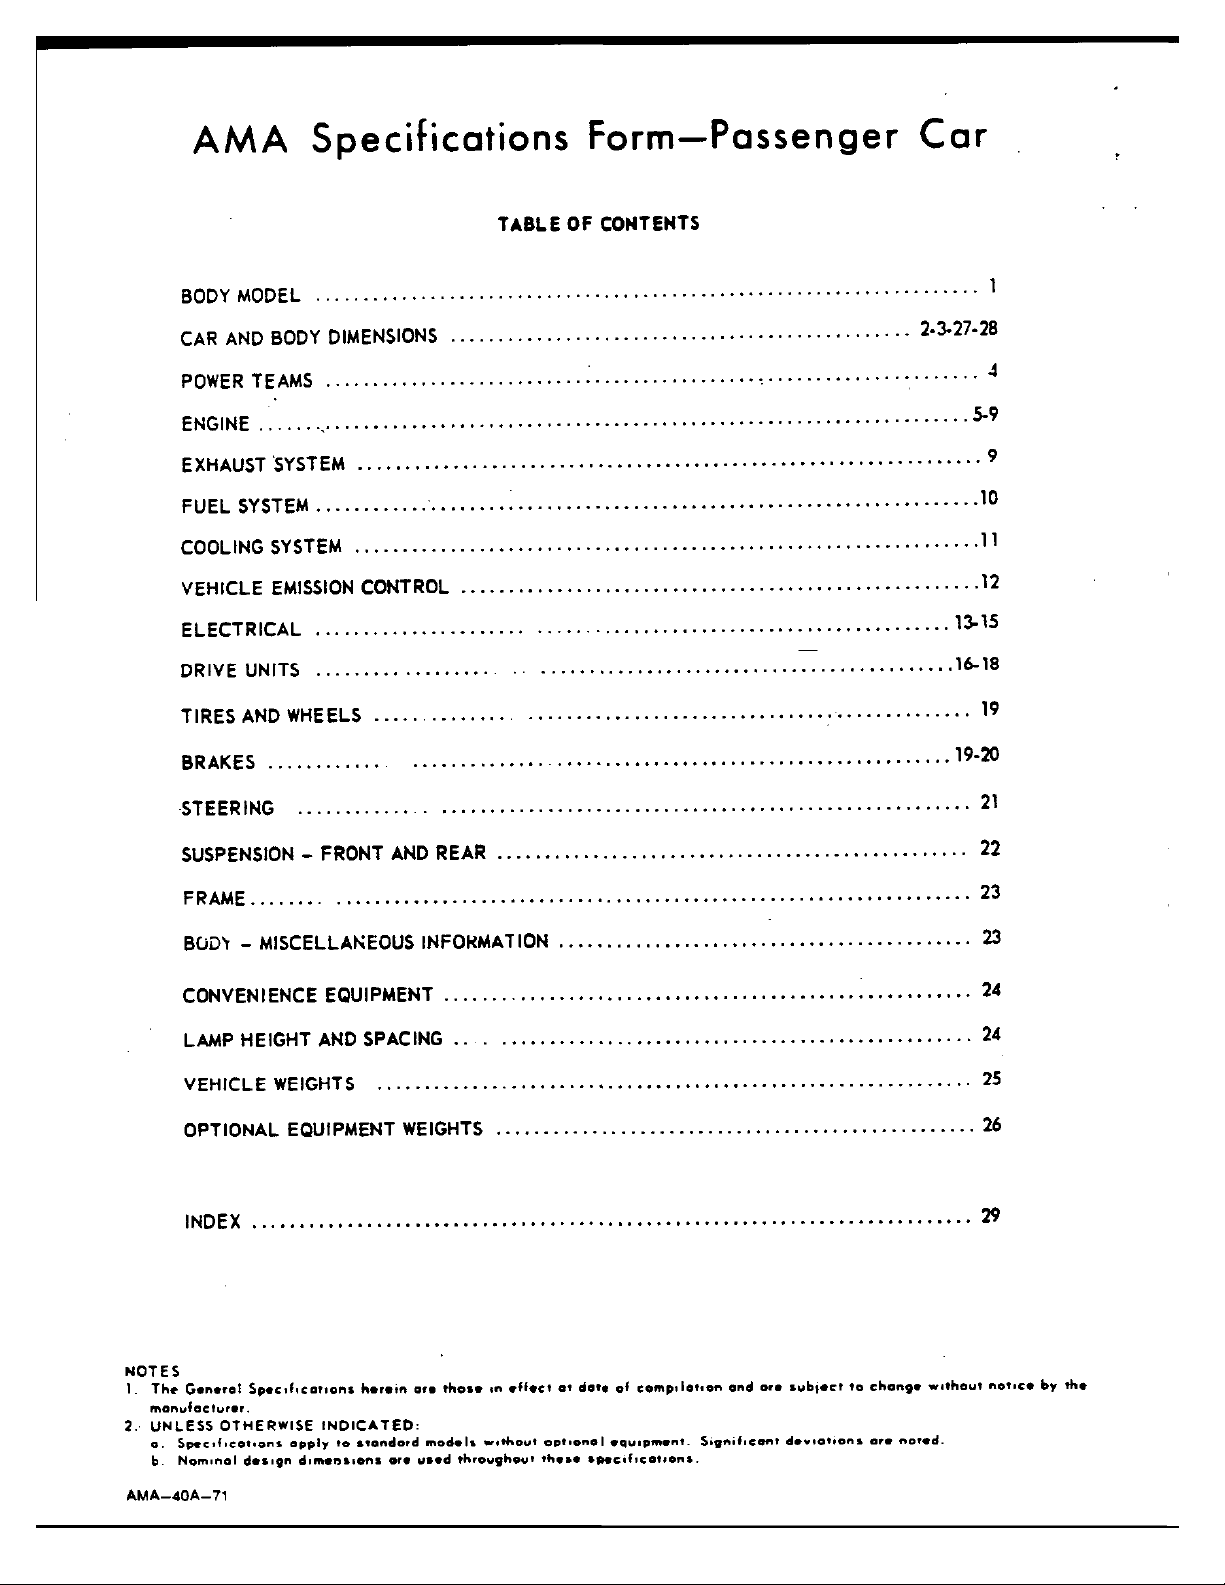 AMA Specifications Form—Passenger Car
TABLE OF CONTENTS
BODY MODEL ........ 1
CAR AND BODY DIMENSIONS ........ 2-3-27-28
POWER TEAMS ........ 4
ENGINE ........ 5-9
EXHAUST SYSTEM ........ 9
FUEL SYSTEM ........ 10
COOLING SYSTEM ........ 11
VEHICLE EMISSION CONTROL ........ 12
ELECTRICAL ........ 13-15
DRIVE UNITS ........ 16-18
TIRES AND WHEELS ........ 19
BRAKES ........ 19-20
STEERING ........ 21
SUSPENSION - FRONT AND REAR ........ 22
FRAME ........ 23
BODY - MISCELLANEOUS INFORMATION ........ 23
CONVENIENCE EQUIPMENT ........ 24
LAMP HEIGHT AND SPACING ........ 24
VEHICLE WEIGHTS ........ 25
OPTIONAL EQUIPMENT WEIGHTS ........ 26
INDEX ........ 29
NOTES
1. The General Specifications herein are those in effect at date of compilation and are subject to change without notice by the
manufacturer.
2. UNLESS OTHERWISE INDICATED:
a. Specifications apply to standard models without optional equipment. Significant deviations are noted.
b. Nominal design dimensions are used throughout these specifications.
AMA-40A-71